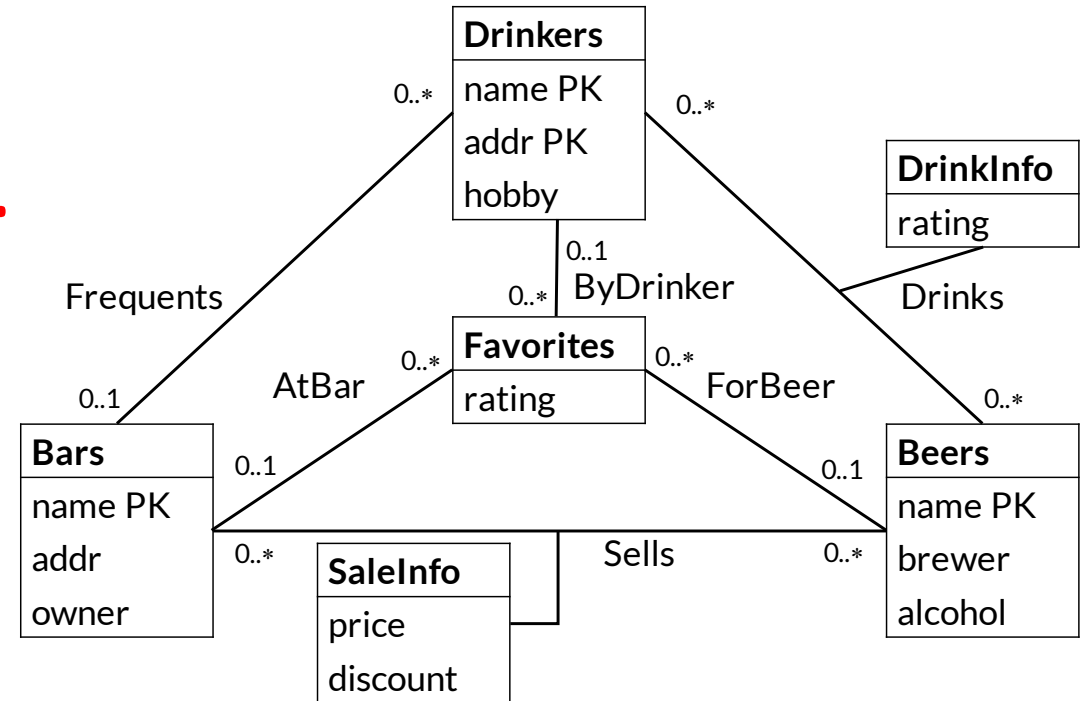 Drinkers
name PK
addr PK
hobby
0..*
0..*
DrinkInfo
rating
0..1
0..*
ByDrinker
Frequents
Drinks
Favorites
rating
0..*
0..*
AtBar
ForBeer
0..1
0..*
Bars
name PK
addr
owner
0..1
0..1
Beers
name PK
brewer
alcohol
0..*
0..*
Sells
SaleInfo
price
discount